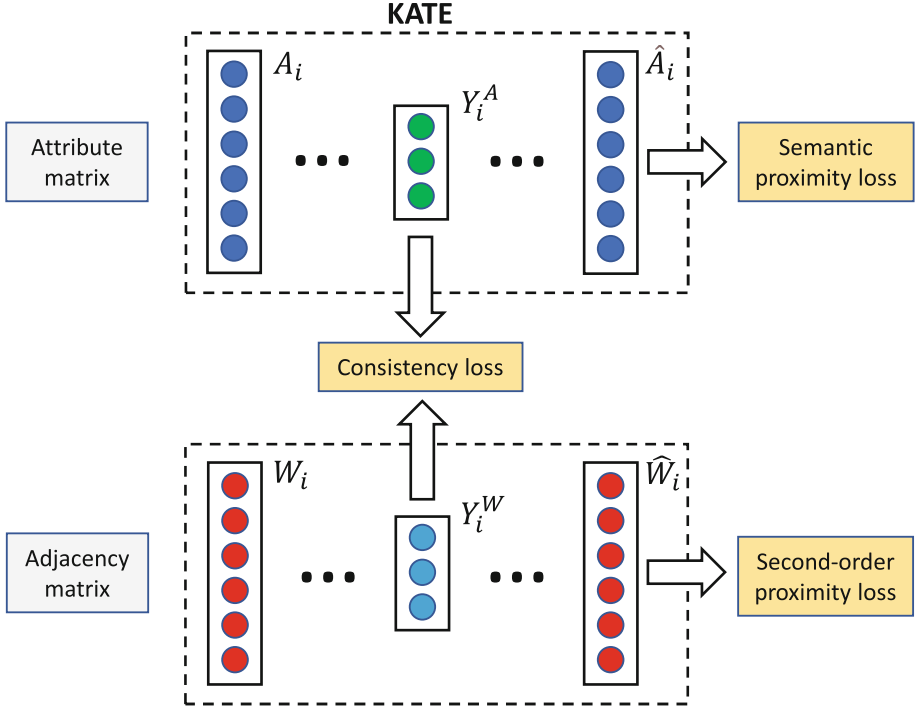 KATE
A_i
Â_i
Y_i^A
Attribute
matrix
Semantic
proximity loss
Consistency loss
W_i
Ŵ_i
Y_i^W
Adjacency
matrix
Second-order
proximity loss